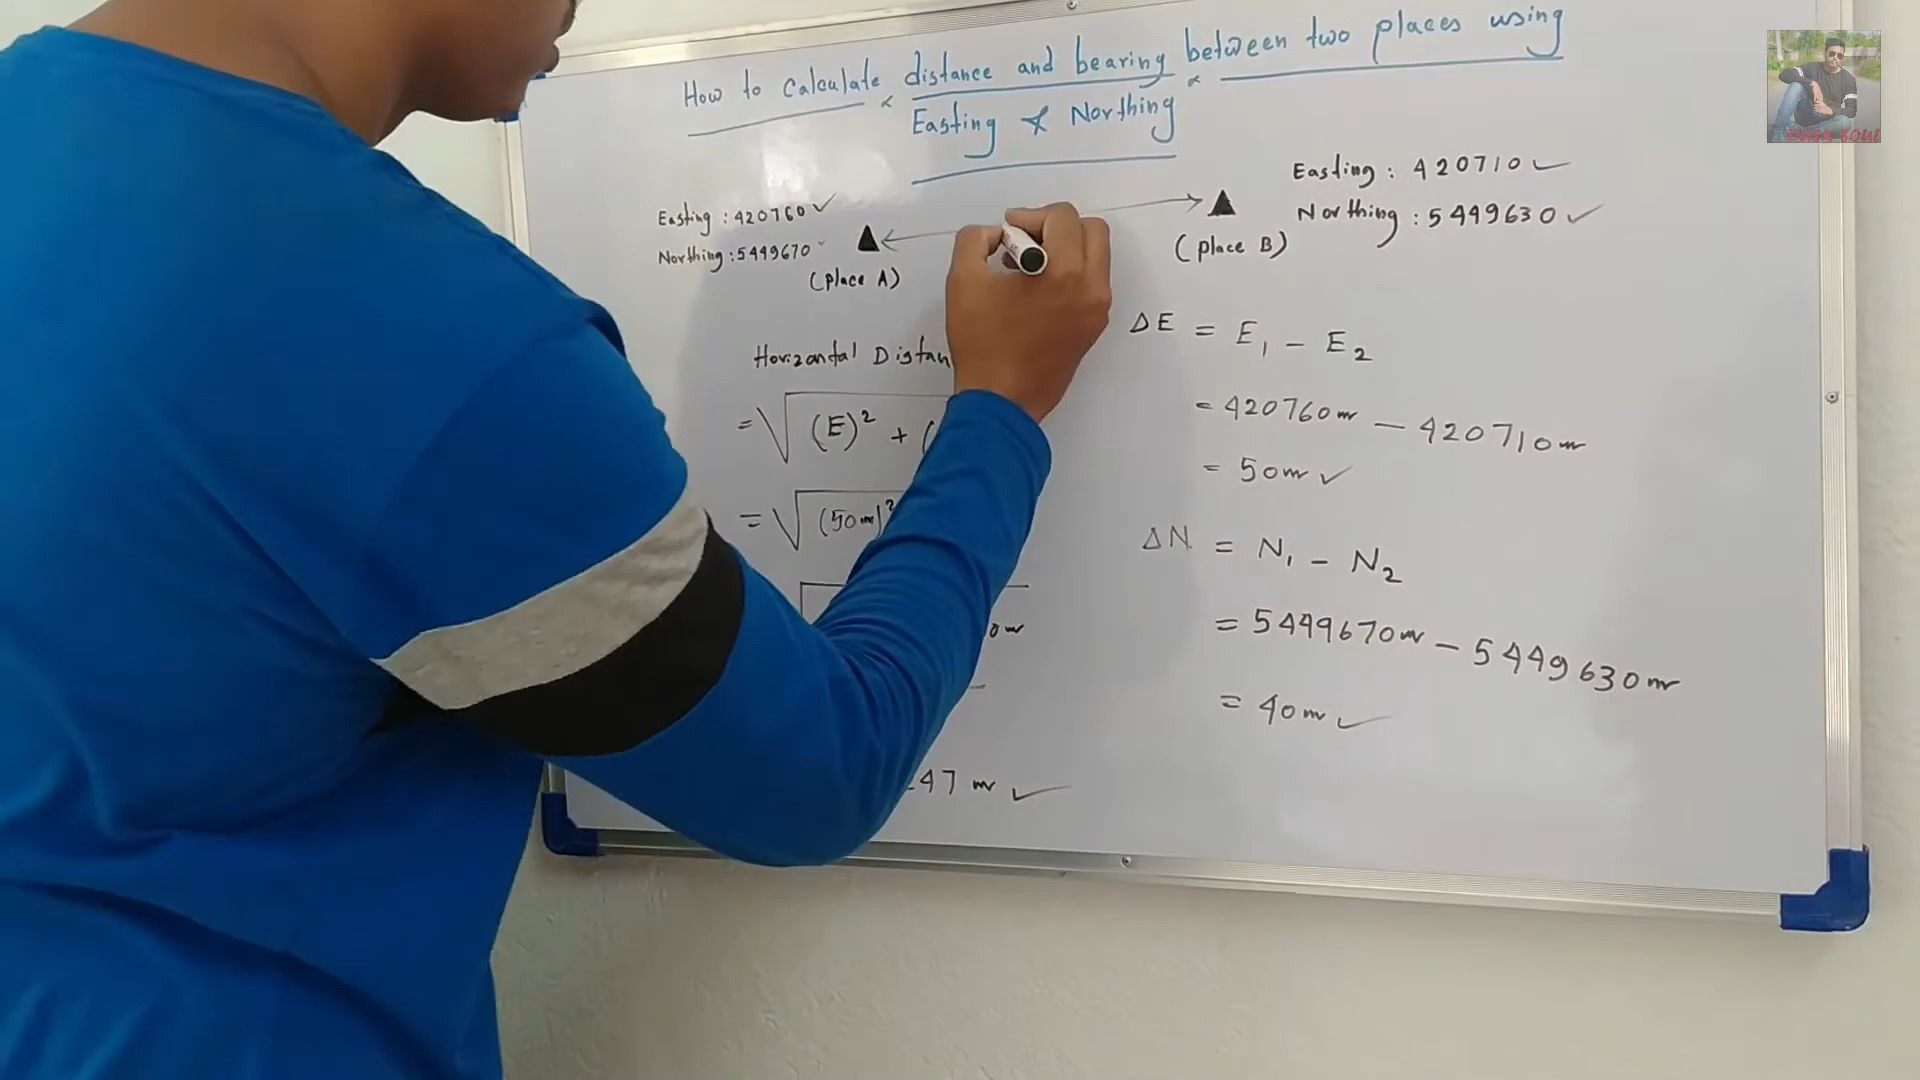 How to Calculate distance and bearing between two places using
Easting & Northing
Easting : 420760 ✓
Northing : 5449670
(place A)
Easting : 420710 ✓
Northing : 5449630 ✓
(place B)
Horizantal
= √ (E)² + (
= √ (50m)²
47 m ✓
ΔE = E₁ - E₂
= 420760m - 420710m
= 50m ✓
ΔN = N₁ - N₂
= 5449670m - 5449630m
= 40m ✓